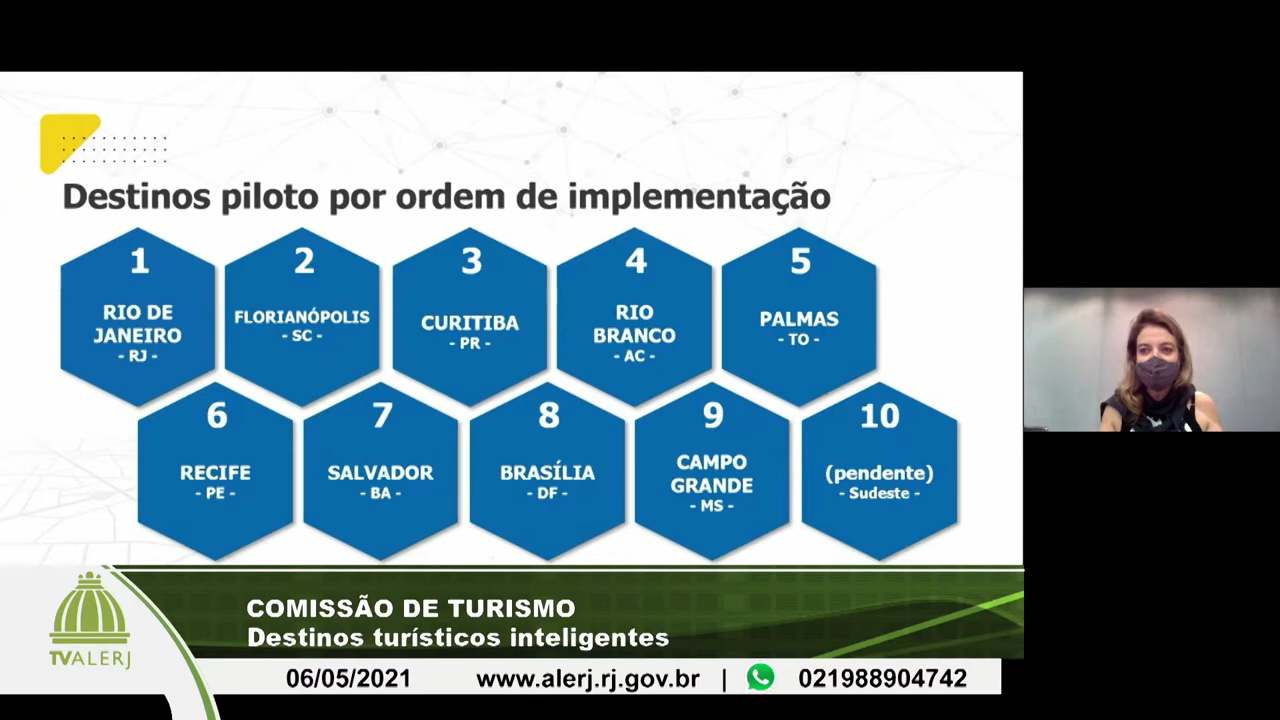 Destinos piloto por ordem de implementação
1
RIO DE
JANEIRO
- RJ -
2
FLORIANÓPOLIS
- SC -
3
CURITIBA
- PR -
4
RIO
BRANCO
- AC -
5
PALMAS
- TO -
6
RECIFE
- PE -
7
SALVADOR
- BA -
8
BRASÍLIA
- DF -
9
CAMPO
GRANDE
- MS -
10
(pendente)
- Sudeste -
COMISSÃO DE TURISMO
Destinos turísticos inteligentes
TVALERJ
06/05/2021 www.alerj.rj.gov.br | 021988904742